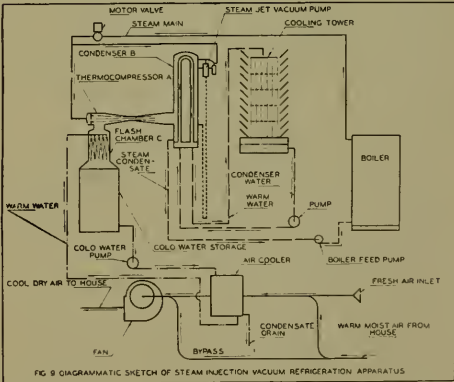 MOTOR VALVE
STEAM MAIN
STEAM JET VACUUM PUMP
COOLING TOWER
CONDENSER B
THERMOCOMPRESSOR A
FLASH
CHAMBER C
STEAM
CONDEN-
SATE
BOILER
CONDENSER
WATER
WARM
WATER
PUMP
WARM WATER
COLD WATER STORAGE
COLD WATER
PUMP
AIR COOLER
BOILER FEED PUMP
COOL DRY AIR TO HOUSE
FRESH AIR INLET
FAN
BYPASS
CONDENSATE
DRAIN
WARM MOIST AIR FROM
HOUSE
FIG 9 DIAGRAMMATIC SKETCH OF STEAM INJECTION VACUUM REFRIGERATION APPARATUS